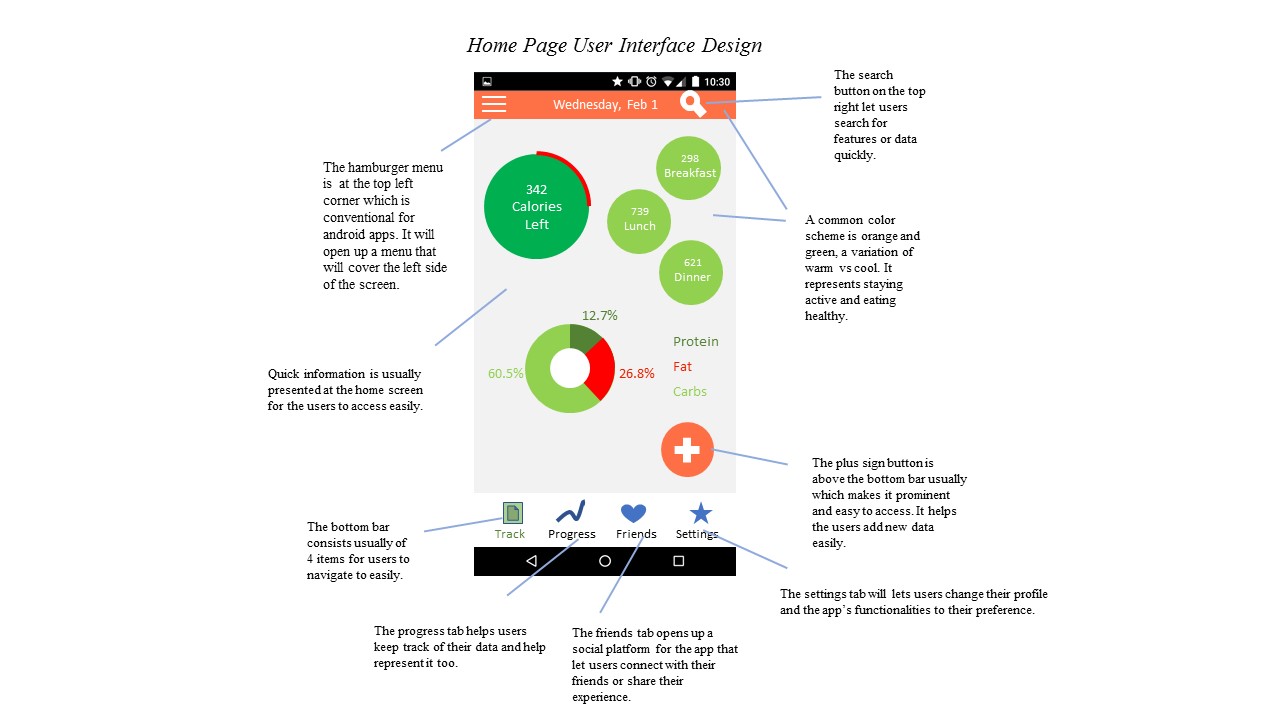 Home Page User Interface Design
10:30
Wednesday, Feb 1
The search
button on the top
right let users
search for
features or data
quickly.
The hamburger menu
is at the top left
corner which is
conventional for
android apps. It will
open up a menu that
will cover the left side
of the screen.
342
Calories
Left
298
Breakfast
739
Lunch
621
Dinner
A common color
scheme is orange and
green, a variation of
warm vs cool. It
represents staying
active and eating
healthy.
Quick information is usually
presented at the home screen
for the users to access easily.
12.7%
60.5%
26.8%
Protein
Fat
Carbs
The plus sign button is
above the bottom bar usually
which makes it prominent
and easy to access. It helps
the users add new data
easily.
The bottom bar
consists usually of
4 items for users to
navigate to easily.
Track
Progress
Friends
Settings
The settings tab will lets users change their profile
and the app's functionalities to their preference.
The progress tab helps users
keep track of their data and help
represent it too.
The friends tab opens up a
social platform for the app that
let users connect with their
friends or share their
experience.